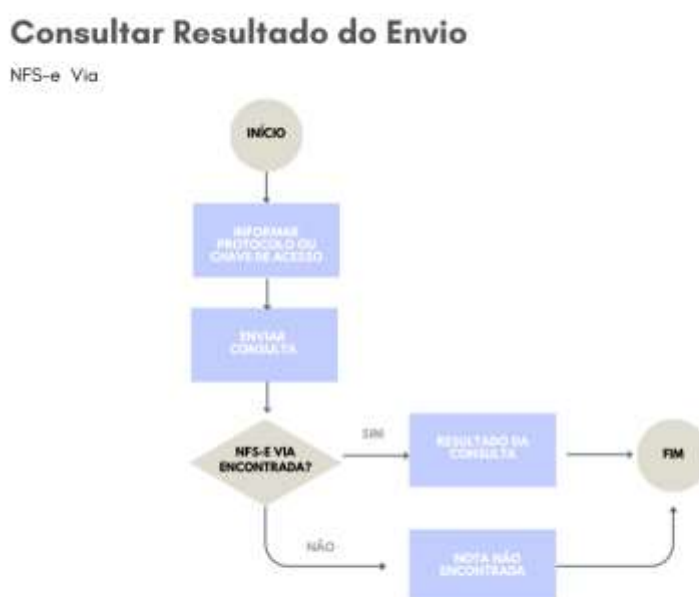 Consultar Resultado do Envio
NFS-e Via
INÍCIO
INFORMAR
PROTOCOLO OU
CHAVE DE ACESSO
ENVIAR
CONSULTA
NFS-E VIA
ENCONTRADA?
SIM
RESULTADO DA
CONSULTA
FIM
NÃO
NOTA NÃO
ENCONTRADA